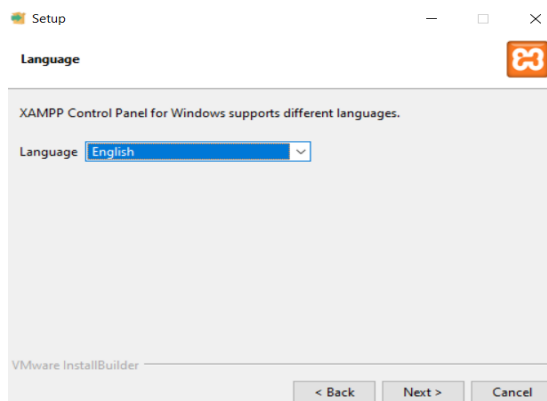 Setup
Language
XAMPP Control Panel for Windows supports different languages.
Language English
VMware InstallBuilder
< Back Next > Cancel